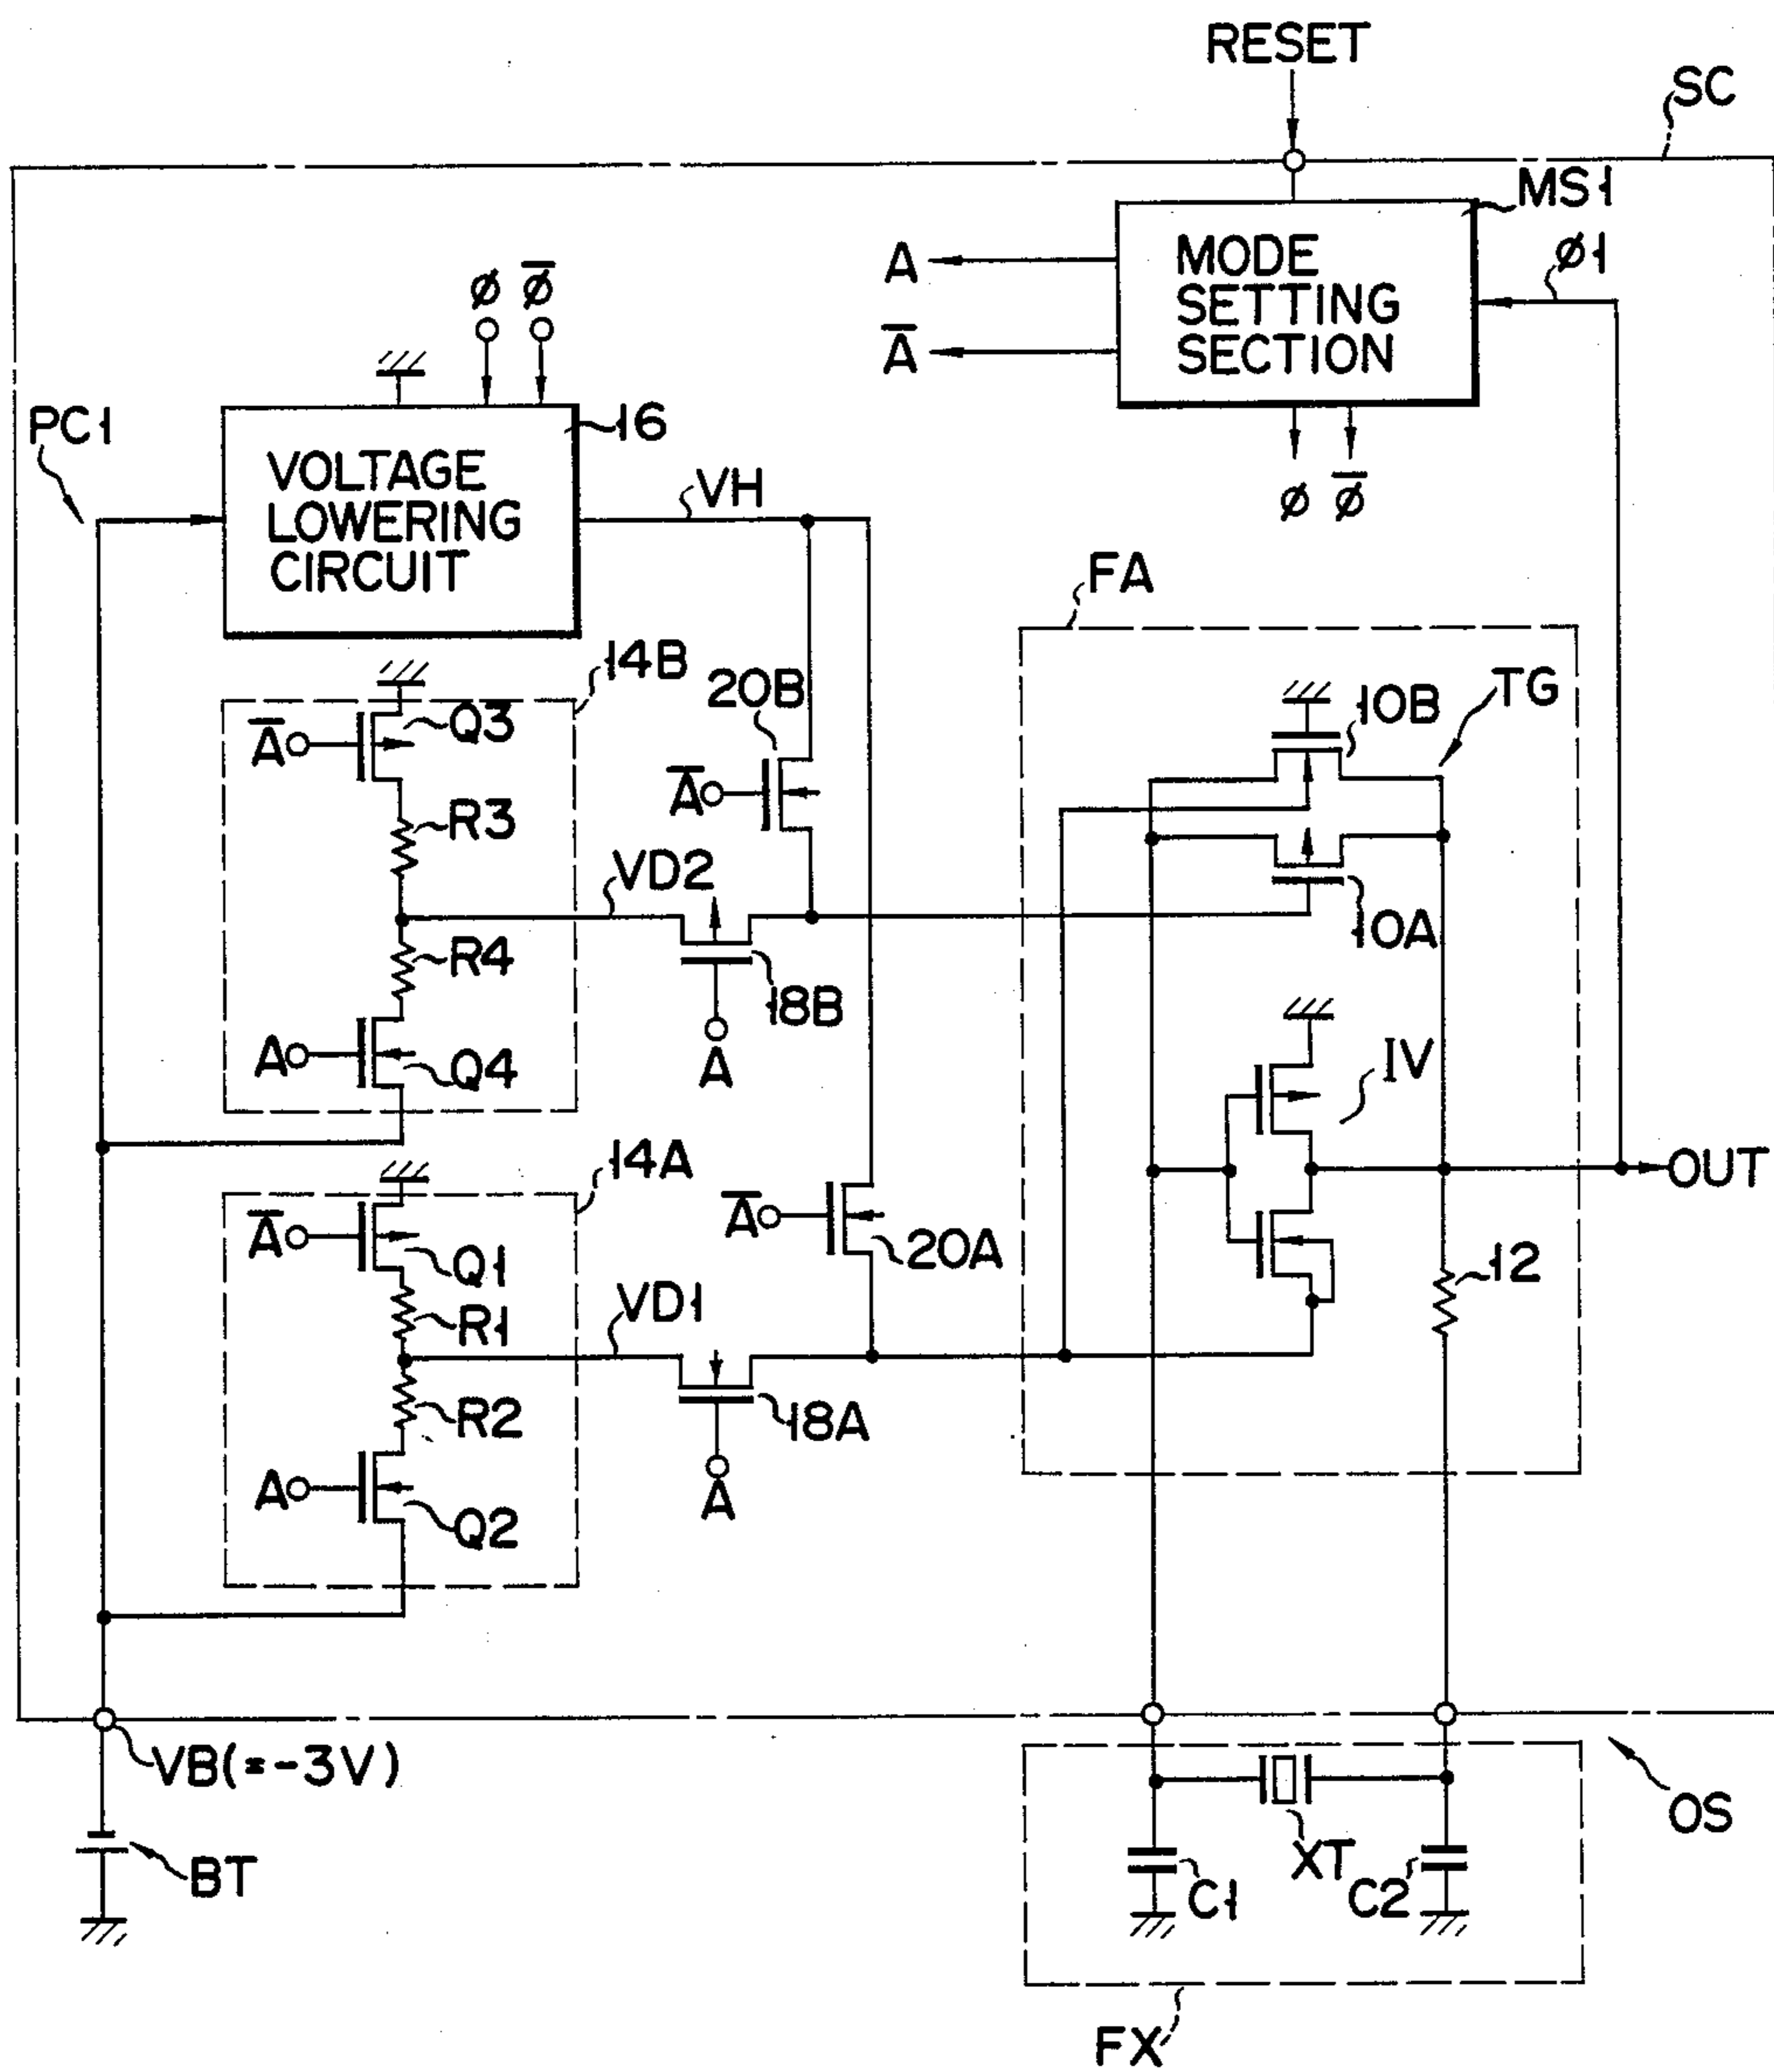 RESET
SC
MS1
MODE
SETTING
SECTION
A
A̅
ø1
ø ø̅
PC1
16
VOLTAGE
LOWERING
CIRCUIT
VH
ø ø̅
FA
14B
20B
TG
10B
A̅
Q3
A̅
R3
VD2
10A
R4
18B
A
Q4
A
IV
14A
A̅
20A
OUT
A̅
Q1
R1
VD1
12
R2
18A
A
Q2
A
VB(=-3V)
OS
BT
XT
C1
C2
FX